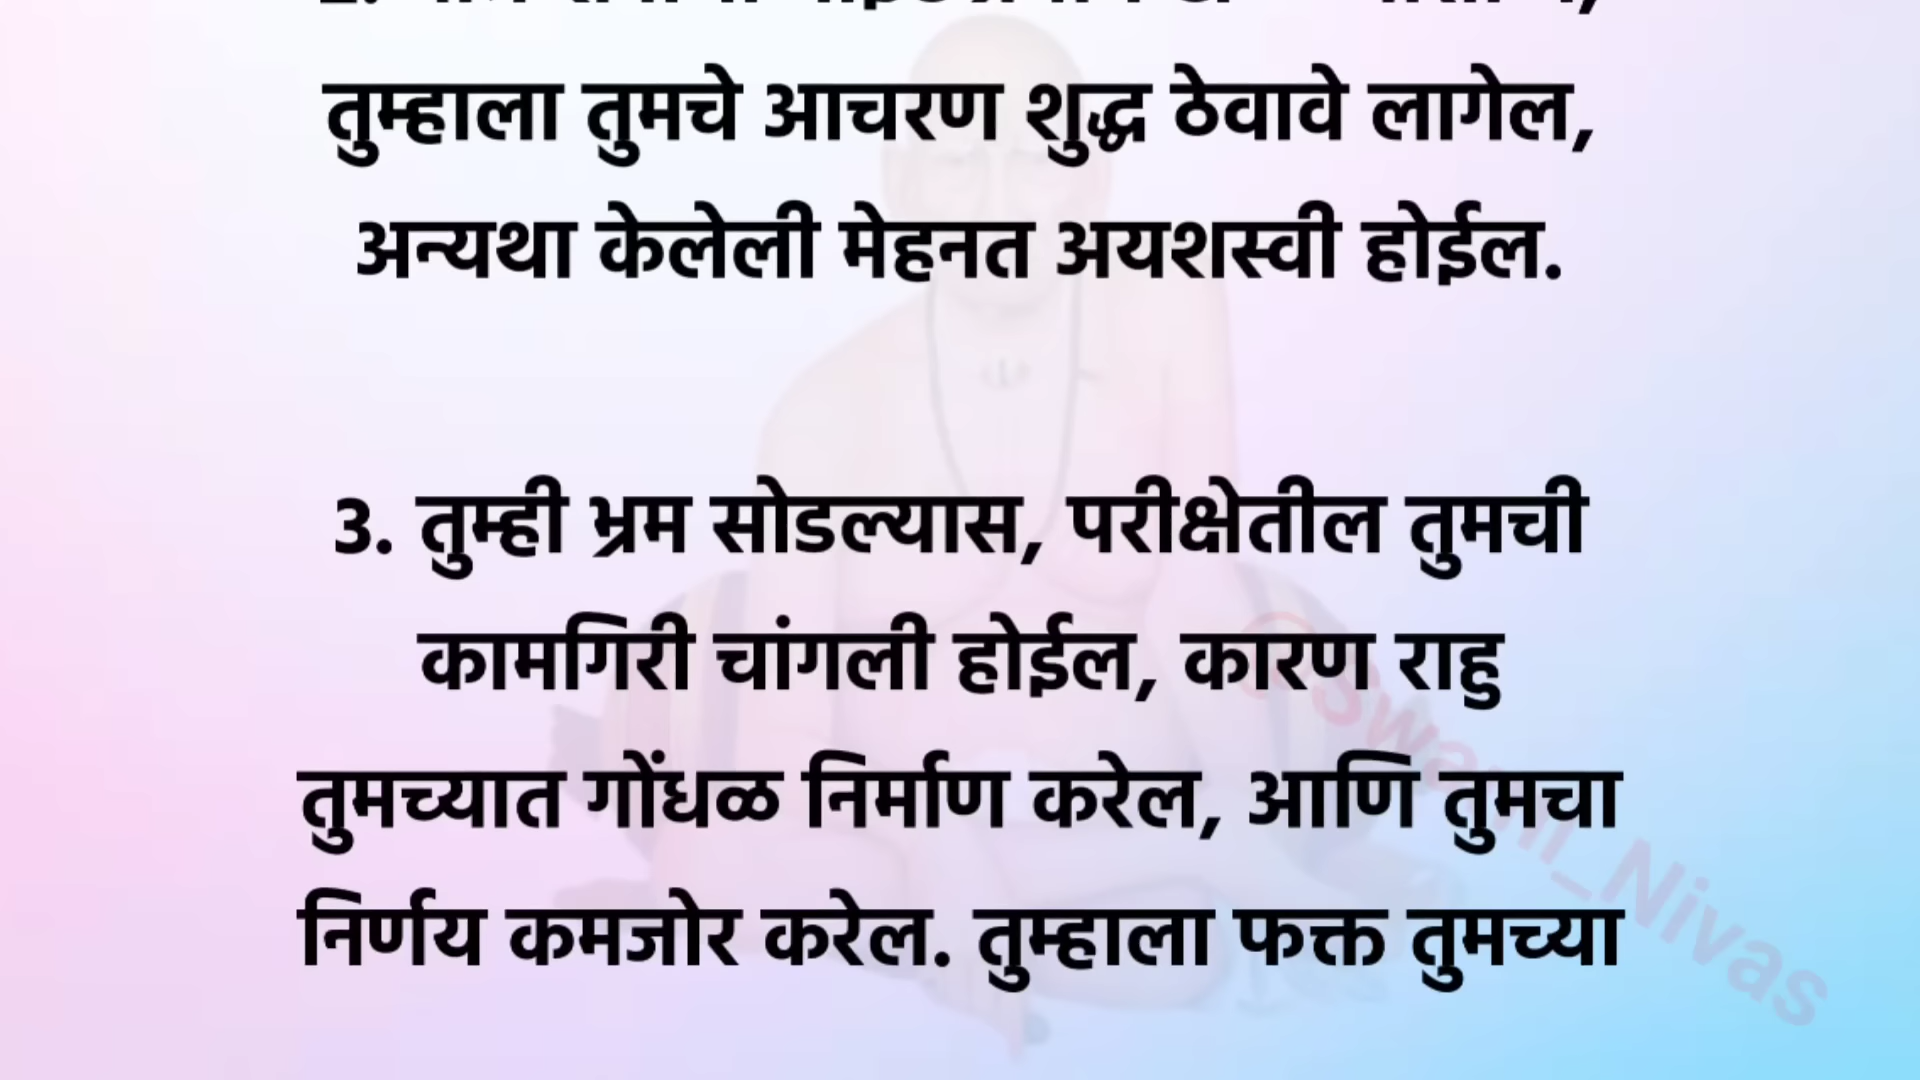 तुम्हाला तुमचे आचरण शुद्ध ठेवावे लागेल,
अन्यथा केलेली मेहनत अयशस्वी होईल.
3. तुम्ही भ्रम सोडल्यास, परीक्षेतील तुमची
कामगिरी चांगली होईल, कारण राहु
तुमच्यात गोंधळ निर्माण करेल, आणि तुमचा
निर्णय कमजोर करेल. तुम्हाला फक्त तुमच्या
@Swami_Nivas